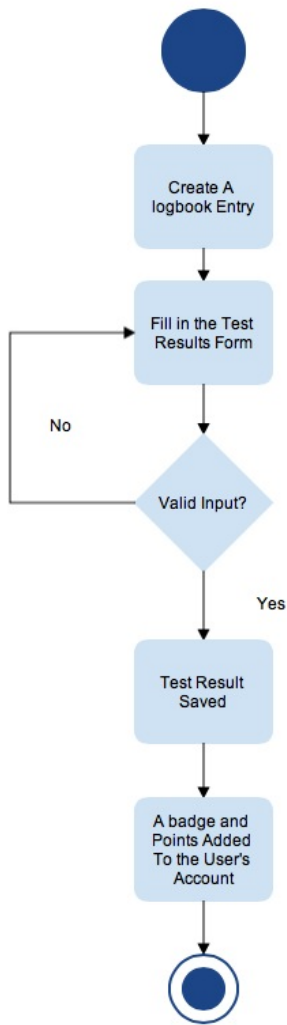 Create A
logbook Entry
Fill in the Test
Results Form
No
Valid Input?
Yes
Test Result
Saved
A badge and
Points Added
To the User's
Account